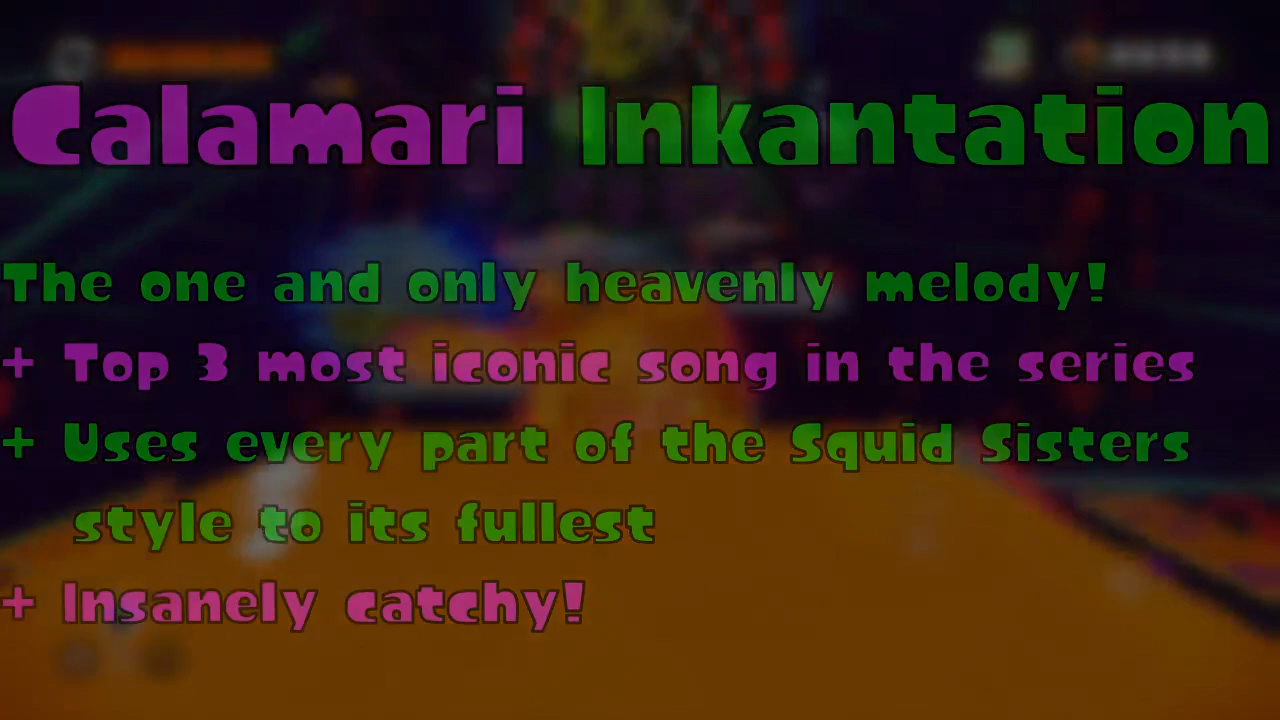 Calamari Inkantation
The one and only heavenly melody!
+ Top 3 most iconic song in the series
+ Uses every part of the Squid Sisters
style to its fullest
+ Insanely catchy!